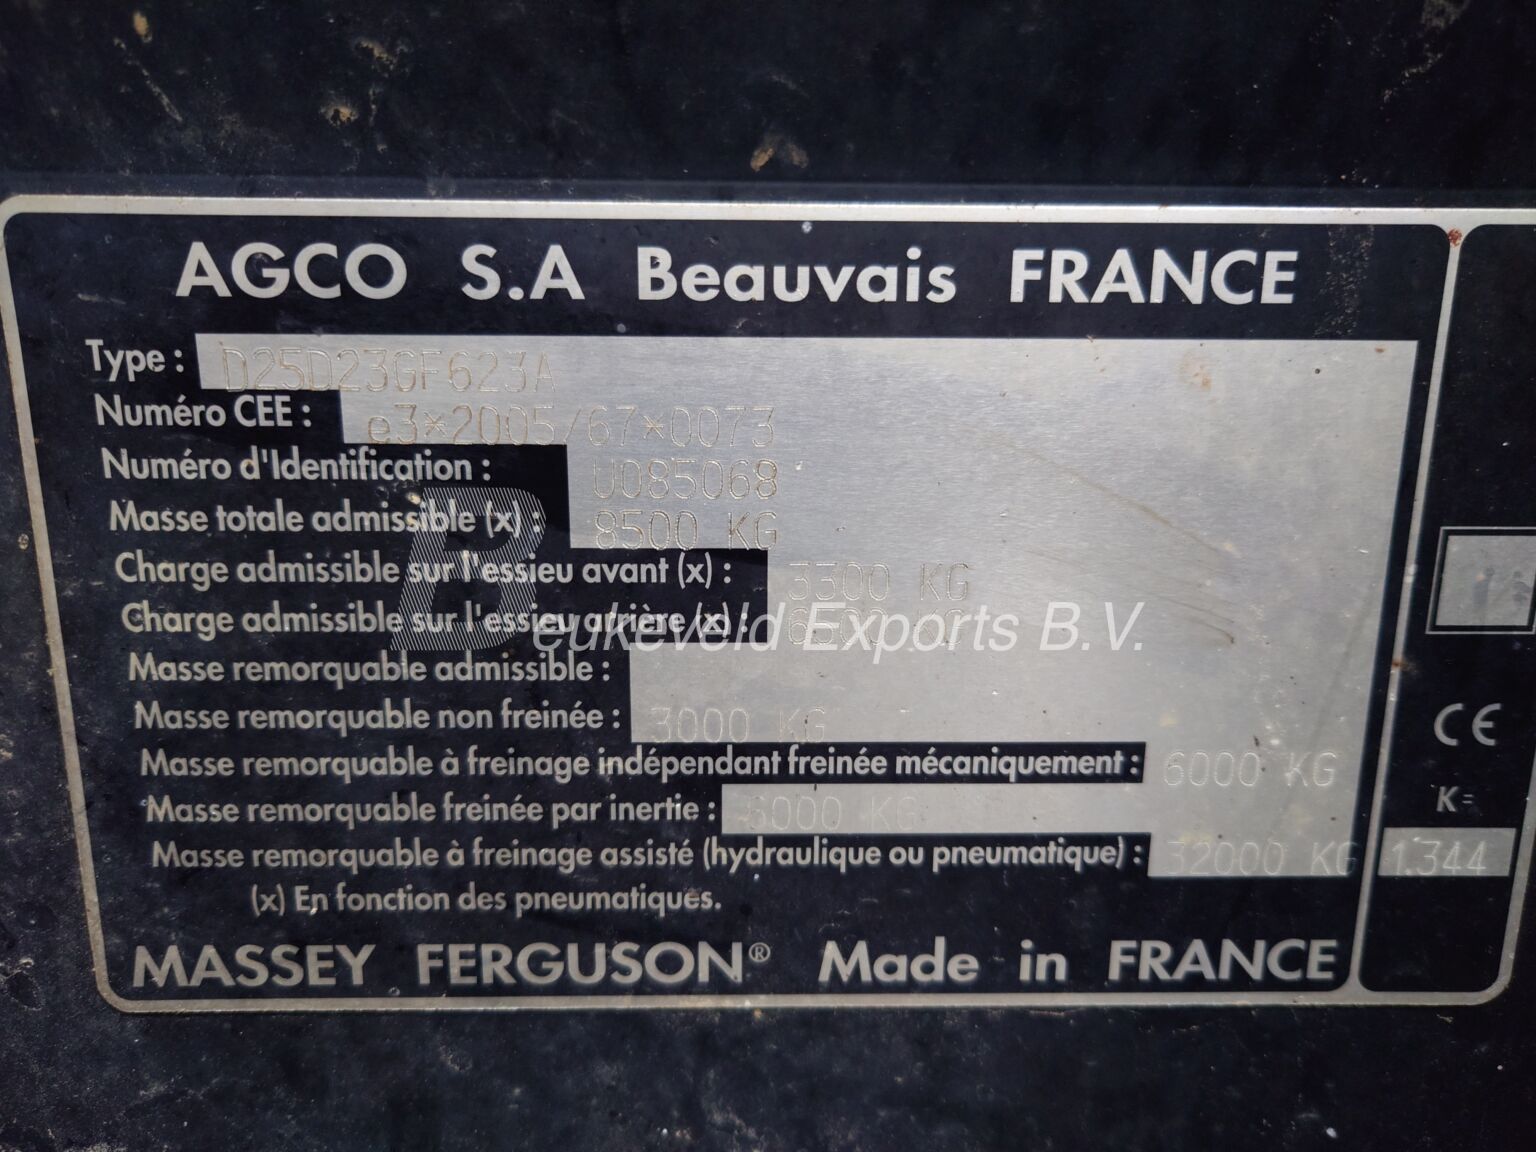 AGCO S.A Beauvais FRANCE
Type : D25D23GF623A
Numéro CEE : e3*2005/67*0073
Numéro d'Identification : U085068
Masse totale admissible (x) : 8500 KG
Charge admissible sur l'essieu avant (x) : 3300 KG
Charge admissible sur l'essieu arrière (x) : KG
Beukeveld Exports B.V.
Masse remorquable admissible :
Masse remorquable non freinée : 3000 KG
Masse remorquable à freinage indépendant freinée mécaniquement : 6000 KG
Masse remorquable freinée par inertie : 6000 KG
Masse remorquable à freinage assisté (hydraulique ou pneumatique) : 32000 KG
(x) En fonction des pneumatiques.
MASSEY FERGUSON® Made in FRANCE
CE
K=
1.344